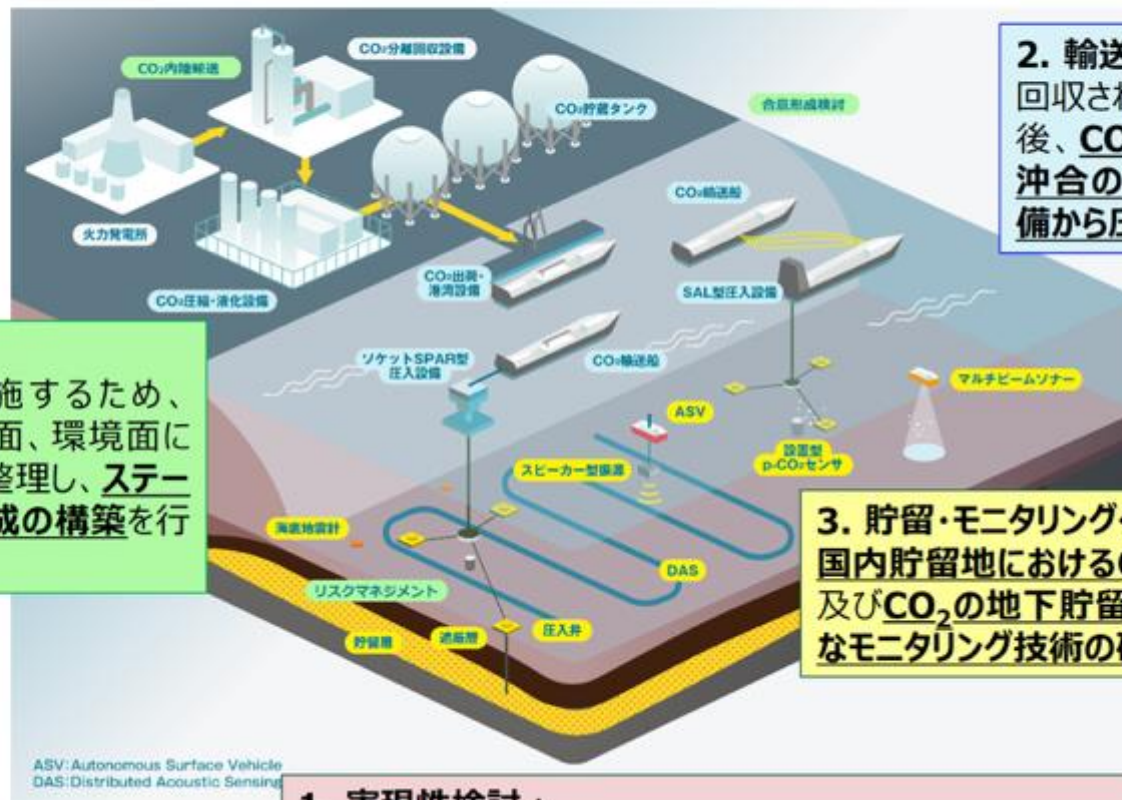 CO₂分離回収設備
CO₂内陸輸送
CO₂貯蔵タンク
合意形成検討
火力発電所
CO₂圧縮・液化設備
CO₂出荷・
港湾設備
CO₂輸送船
SAL型圧入設備
ソケットSPAR型
圧入設備
CO₂輸送船
マルチビームソナー
ASV
スピーカー型振源
設置型
p-CO₂センサ
海底地震計
DAS
リスクマネジメント
圧入井
遮蔽層
貯留層
2. 輸送
回収され
後、CO
沖合の
備から圧
施するため、
面、環境面に
整理し、ステー
成の構築を行
3. 貯留・モニタリング
国内貯留地における
及びCO₂の地下貯留
なモニタリング技術の研
ASV:Autonomous Surface Vehicle
DAS:Distributed Acoustic Sensing
1. 実現性検討: